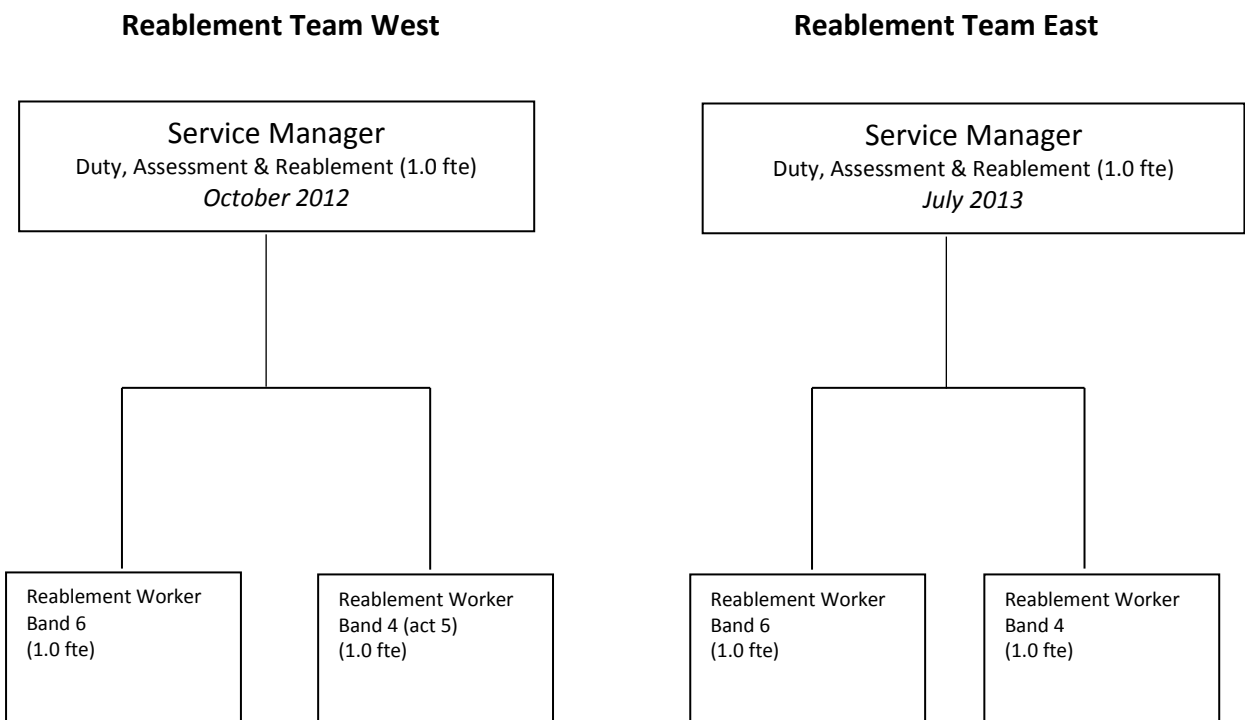 Reablement Team West
Reablement Team East
Service Manager
Duty, Assessment & Reablement (1.0 fte)
October 2012
Service Manager
Duty, Assessment & Reablement (1.0 fte)
July 2013
Reablement Worker
Band 6
(1.0 fte)
Reablement Worker
Band 4 (act 5)
(1.0 fte)
Reablement Worker
Band 6
(1.0 fte)
Reablement Worker
Band 4
(1.0 fte)